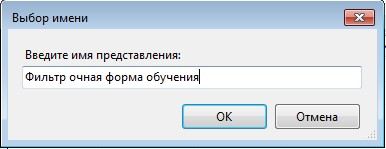 Выбор имени
Введите имя представления:
Фильтр очная форма обучения
OK
Отмена